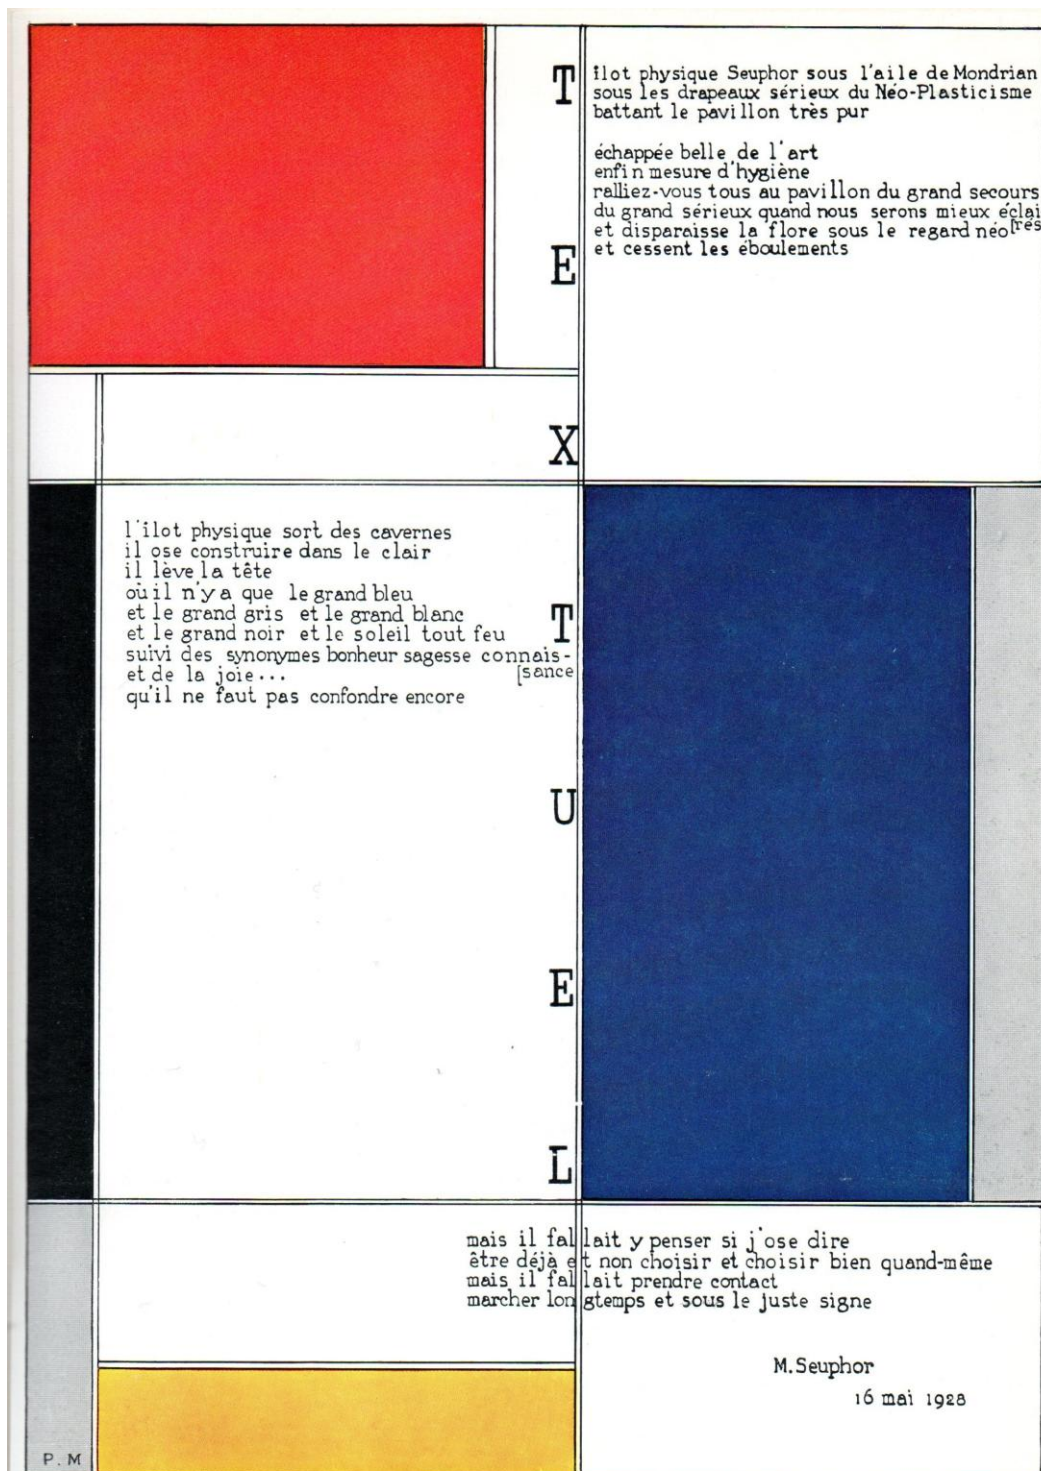 TEXTUEL
îlot physique Seuphor sous l'aile de Mondrian
sous les drapeaux sérieux du Néo-Plasticisme
battant le pavillon très pur
échappée belle de l'art
enfin mesure d'hygiène
ralliez-vous tous au pavillon du grand secours
du grand sérieux quand nous serons mieux éclai
et disparaisse la flore sous le regard néo [rés
et cessent les éboulements
l'îlot physique sort des cavernes
il ose construire dans le clair
il lève la tête
où il n'y a que le grand bleu
et le grand gris et le grand blanc
et le grand noir et le soleil tout feu
suivi des synonymes bonheur sagesse connais-
et de la joie... [sance
qu'il ne faut pas confondre encore
mais il fallait y penser si j'ose dire
être déjà et non choisir et choisir bien quand-même
mais il fallait prendre contact
marcher longtemps et sous le juste signe
M.Seuphor
16 mai 1928
P.M